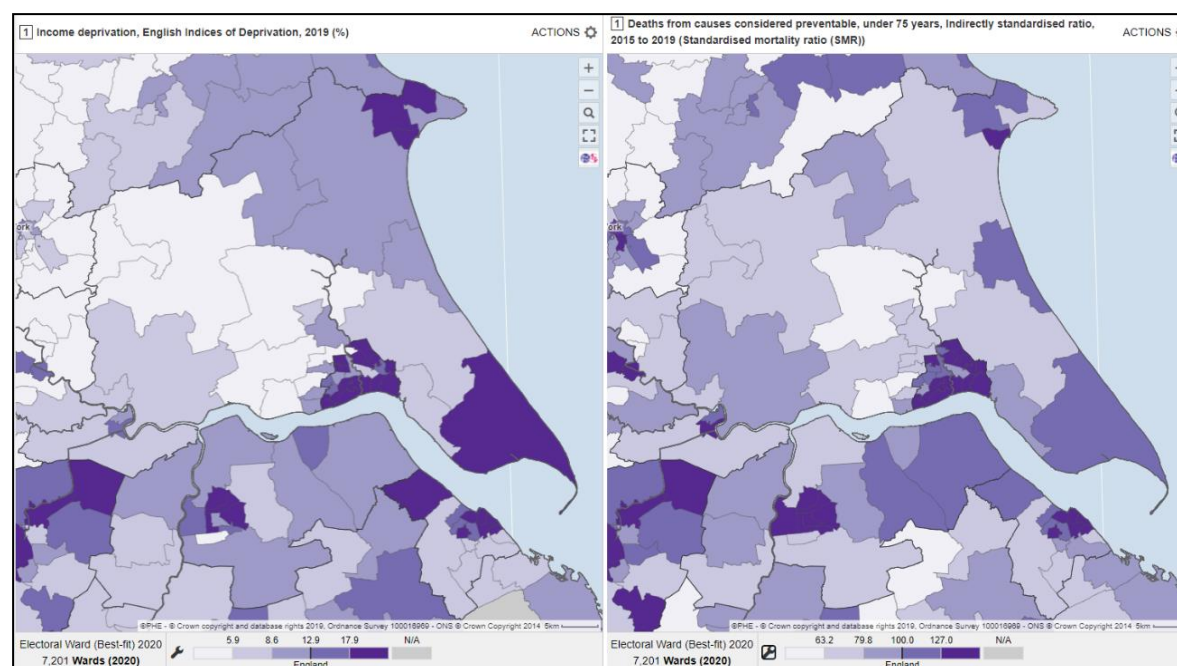 1 Income deprivation, English Indices of Deprivation, 2019 (%)
ACTIONS
ork
©PHE - © Crown copyright and database rights 2019, Ordnance Survey 100016969 - ONS © Crown Copyright 2014 5km
Electoral Ward (Best-fit) 2020
7,201 Wards (2020)
5.9 8.6 12.9 17.9 N/A
England
1 Deaths from causes considered preventable, under 75 years, Indirectly standardised ratio,
2015 to 2019 (Standardised mortality ratio (SMR))
ACTIONS
ork
©PHE - © Crown copyright and database rights 2019, Ordnance Survey 100016969 - ONS © Crown Copyright 2014 5km
Electoral Ward (Best-fit) 2020
7,201 Wards (2020)
63.2 79.8 100.0 127.0 N/A
England